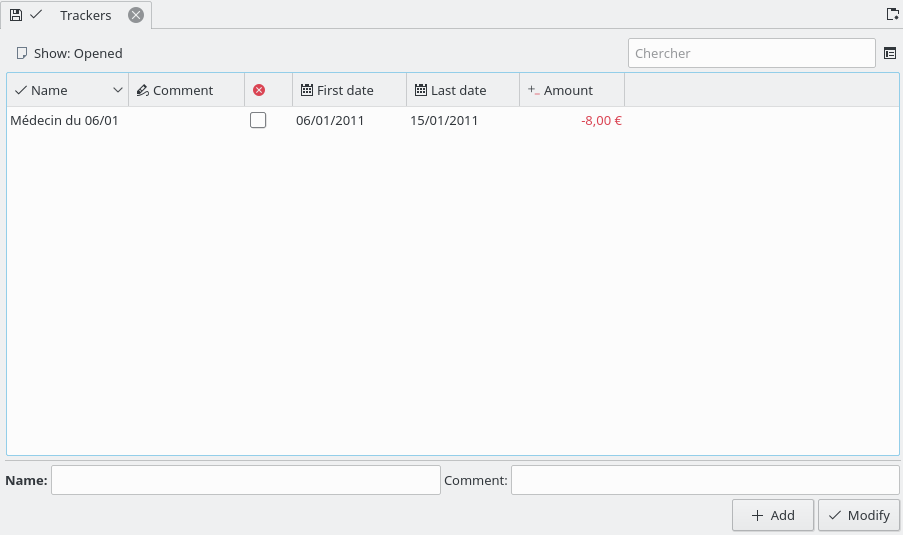 Trackers
Show: Opened
Chercher
Name Comment First date Last date Amount
Médecin du 06/01 06/01/2011 15/01/2011 -8,00 €
Name: Comment:
Add Modify